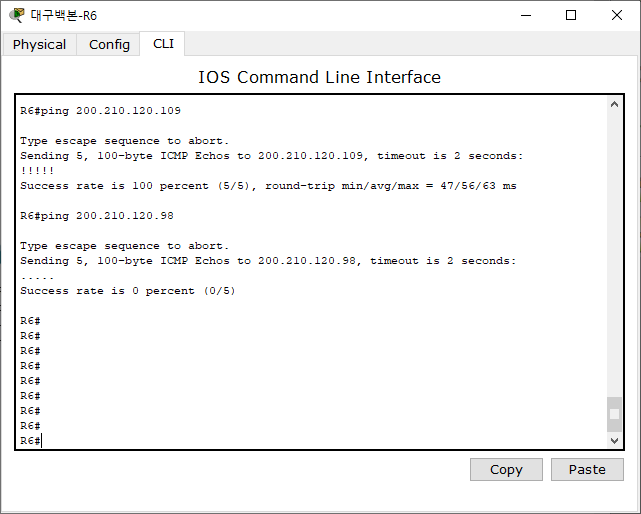 대구백본-R6
Physical Config CLI
IOS Command Line Interface
R6#ping 200.210.120.109
Type escape sequence to abort.
Sending 5, 100-byte ICMP Echos to 200.210.120.109, timeout is 2 seconds:
!!!!!
Success rate is 100 percent (5/5), round-trip min/avg/max = 47/56/63 ms
R6#ping 200.210.120.98
Type escape sequence to abort.
Sending 5, 100-byte ICMP Echos to 200.210.120.98, timeout is 2 seconds:
.....
Success rate is 0 percent (0/5)
R6#
R6#
R6#
R6#
R6#
R6#
R6#
R6#
R6#
Copy Paste